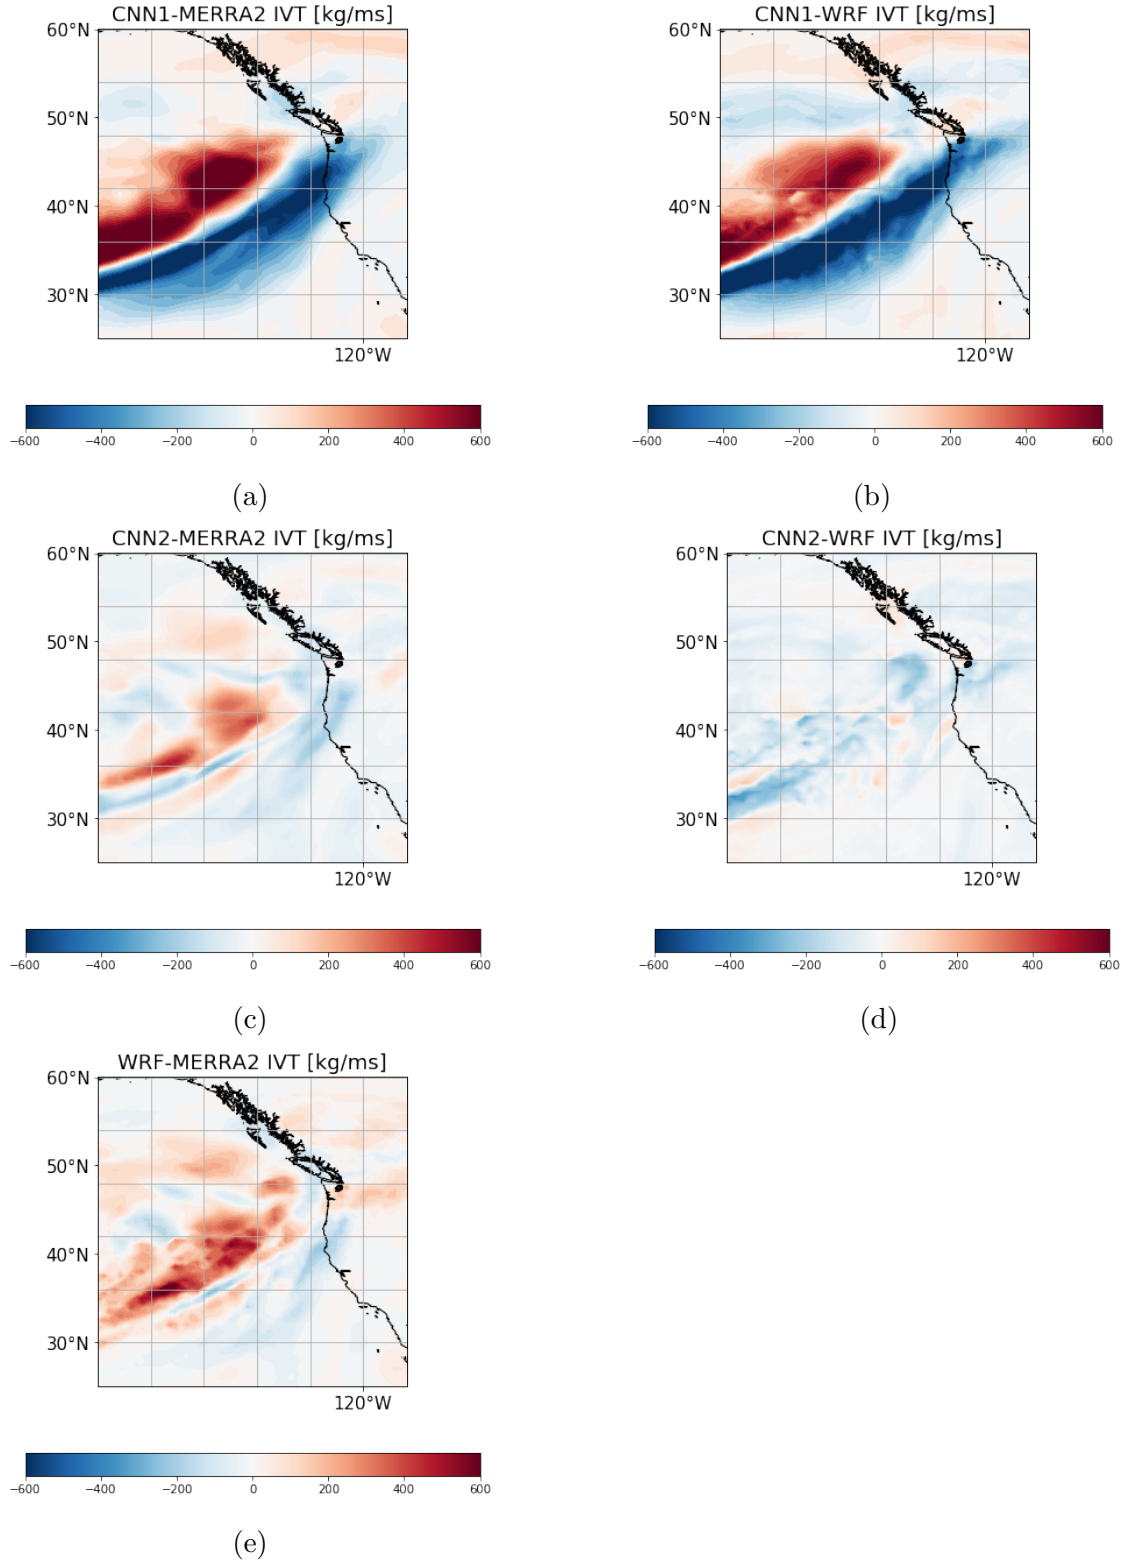 CNN1-MERRA2 IVT [kg/ms]
60°N
50°N
40°N
30°N
120°W
−600 −400 −200 0 200 400 600
(a)
CNN1-WRF IVT [kg/ms]
60°N
50°N
40°N
30°N
120°W
−600 −400 −200 0 200 400 600
(b)
CNN2-MERRA2 IVT [kg/ms]
60°N
50°N
40°N
30°N
120°W
−600 −400 −200 0 200 400 600
(c)
CNN2-WRF IVT [kg/ms]
60°N
50°N
40°N
30°N
120°W
−600 −400 −200 0 200 400 600
(d)
WRF-MERRA2 IVT [kg/ms]
60°N
50°N
40°N
30°N
120°W
−600 −400 −200 0 200 400 600
(e)